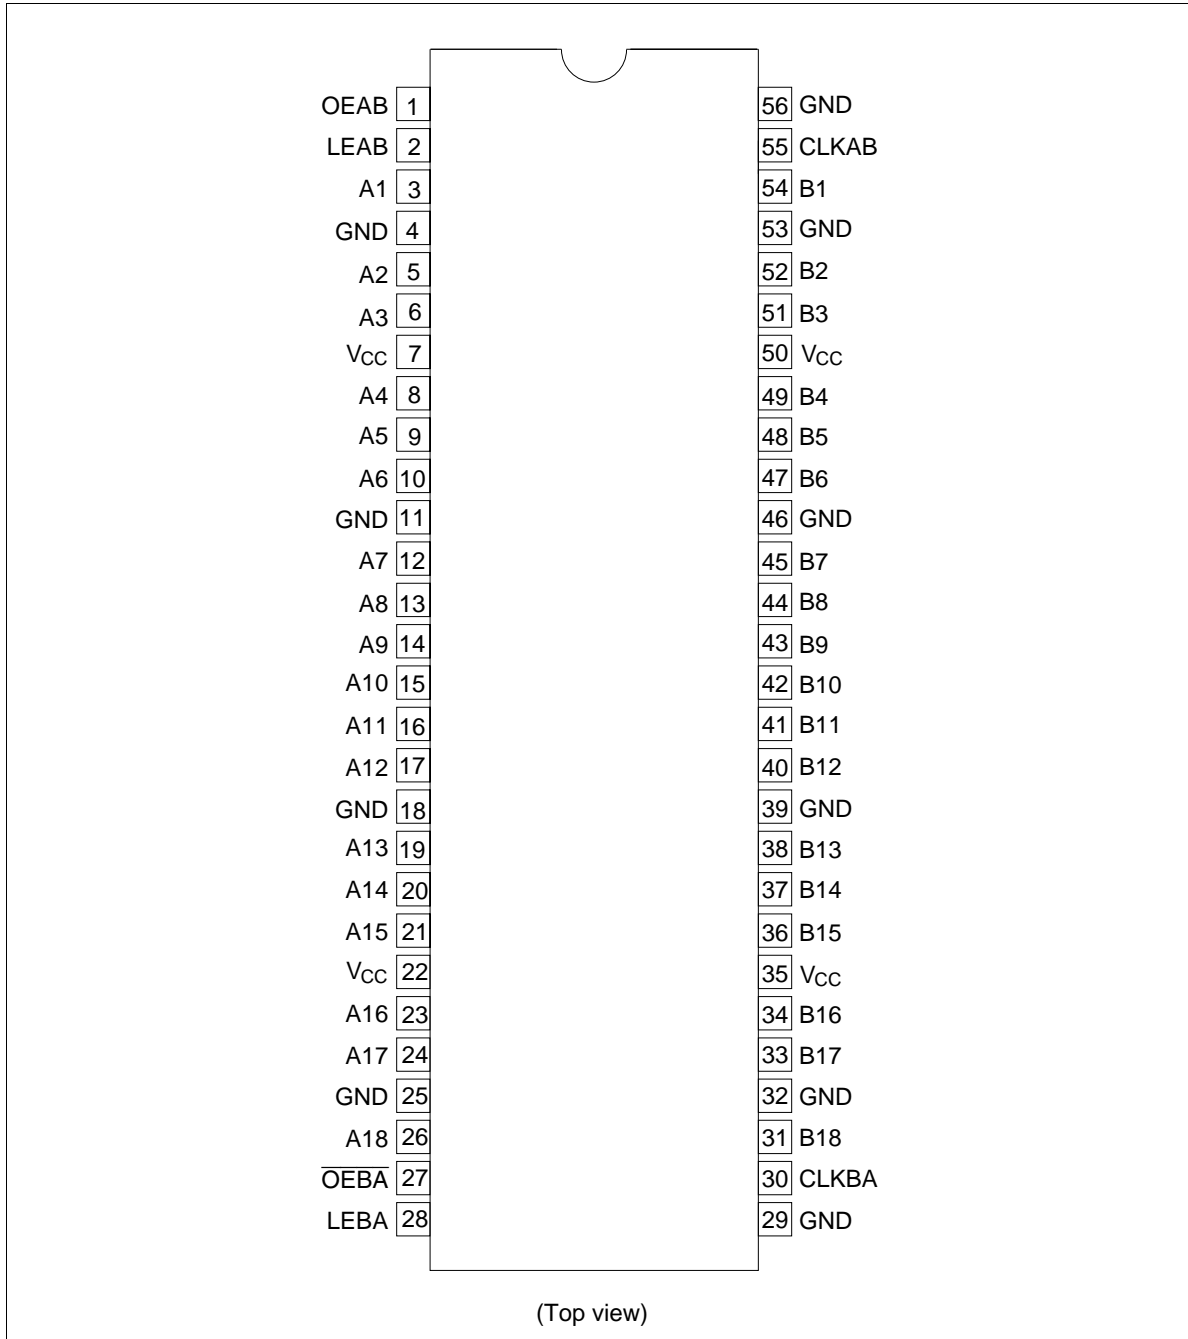 OEAB 1 56 GND
LEAB 2 55 CLKAB
A1 3 54 B1
GND 4 53 GND
A2 5 52 B2
A3 6 51 B3
VCC 7 50 VCC
A4 8 49 B4
A5 9 48 B5
A6 10 47 B6
GND 11 46 GND
A7 12 45 B7
A8 13 44 B8
A9 14 43 B9
A10 15 42 B10
A11 16 41 B11
A12 17 40 B12
GND 18 39 GND
A13 19 38 B13
A14 20 37 B14
A15 21 36 B15
VCC 22 35 VCC
A16 23 34 B16
A17 24 33 B17
GND 25 32 GND
A18 26 31 B18
O̅E̅B̅A̅ 27 30 CLKBA
LEBA 28 29 GND
(Top view)